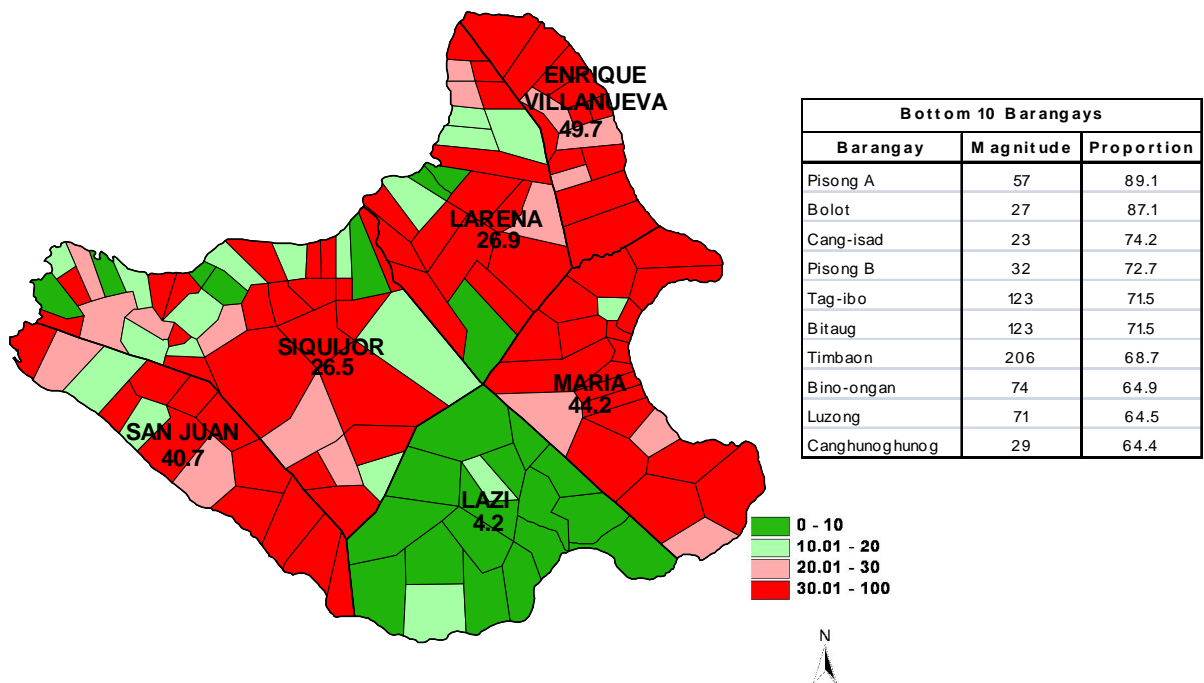 ENRIQUE
VILLANUEVA
49.7
LARENA
26.9
SIQUIJOR
26.5
MARIA
44.2
SAN JUAN
40.7
LAZI
4.2
Bottom 10 Barangays
Barangay Magnitude Proportion
Pisong A 57 89.1
Bolot 27 87.1
Cang-isad 23 74.2
Pisong B 32 72.7
Tag-ibo 123 71.5
Bitaug 123 71.5
Timbaon 206 68.7
Bino-ongan 74 64.9
Luzong 71 64.5
Canghunoghunog 29 64.4
0 - 10
10.01 - 20
20.01 - 30
30.01 - 100
N